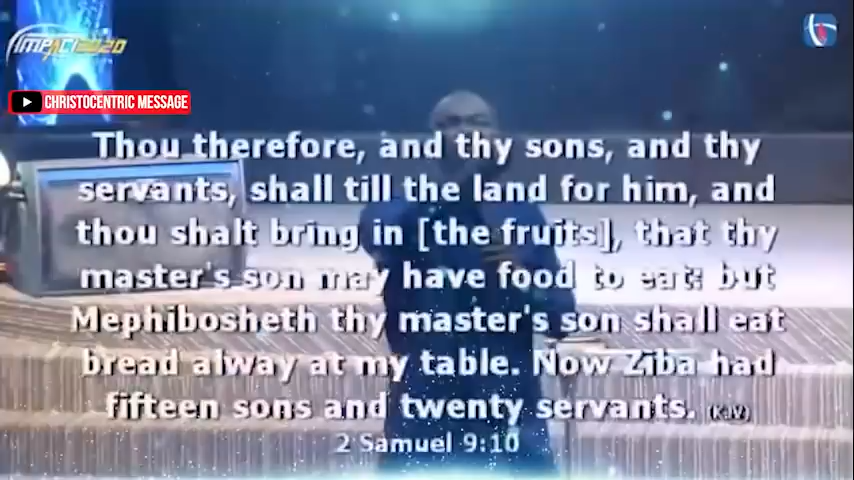 IMPACT2020
CHRISTOCENTRIC MESSAGE
Thou therefore, and thy sons, and thy
servants, shall till the land for him, and
thou shalt bring in [the fruits], that thy
master's son may have food to eat: but
Mephibosheth thy master's son shall eat
bread alway at my table. Now Ziba had
fifteen sons and twenty servants. (KJV)
2 Samuel 9:10